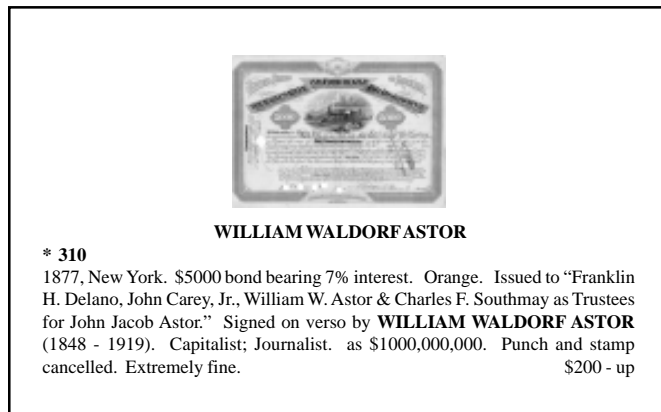 WILLIAM WALDORF ASTOR
* 310
1877, New York. $5000 bond bearing 7% interest. Orange. Issued to “Franklin
H. Delano, John Carey, Jr., William W. Astor & Charles F. Southmay as Trustees
for John Jacob Astor.” Signed on verso by WILLIAM WALDORF ASTOR
(1848 - 1919). Capitalist; Journalist. as $1000,000,000. Punch and stamp
cancelled. Extremely fine. $200 - up